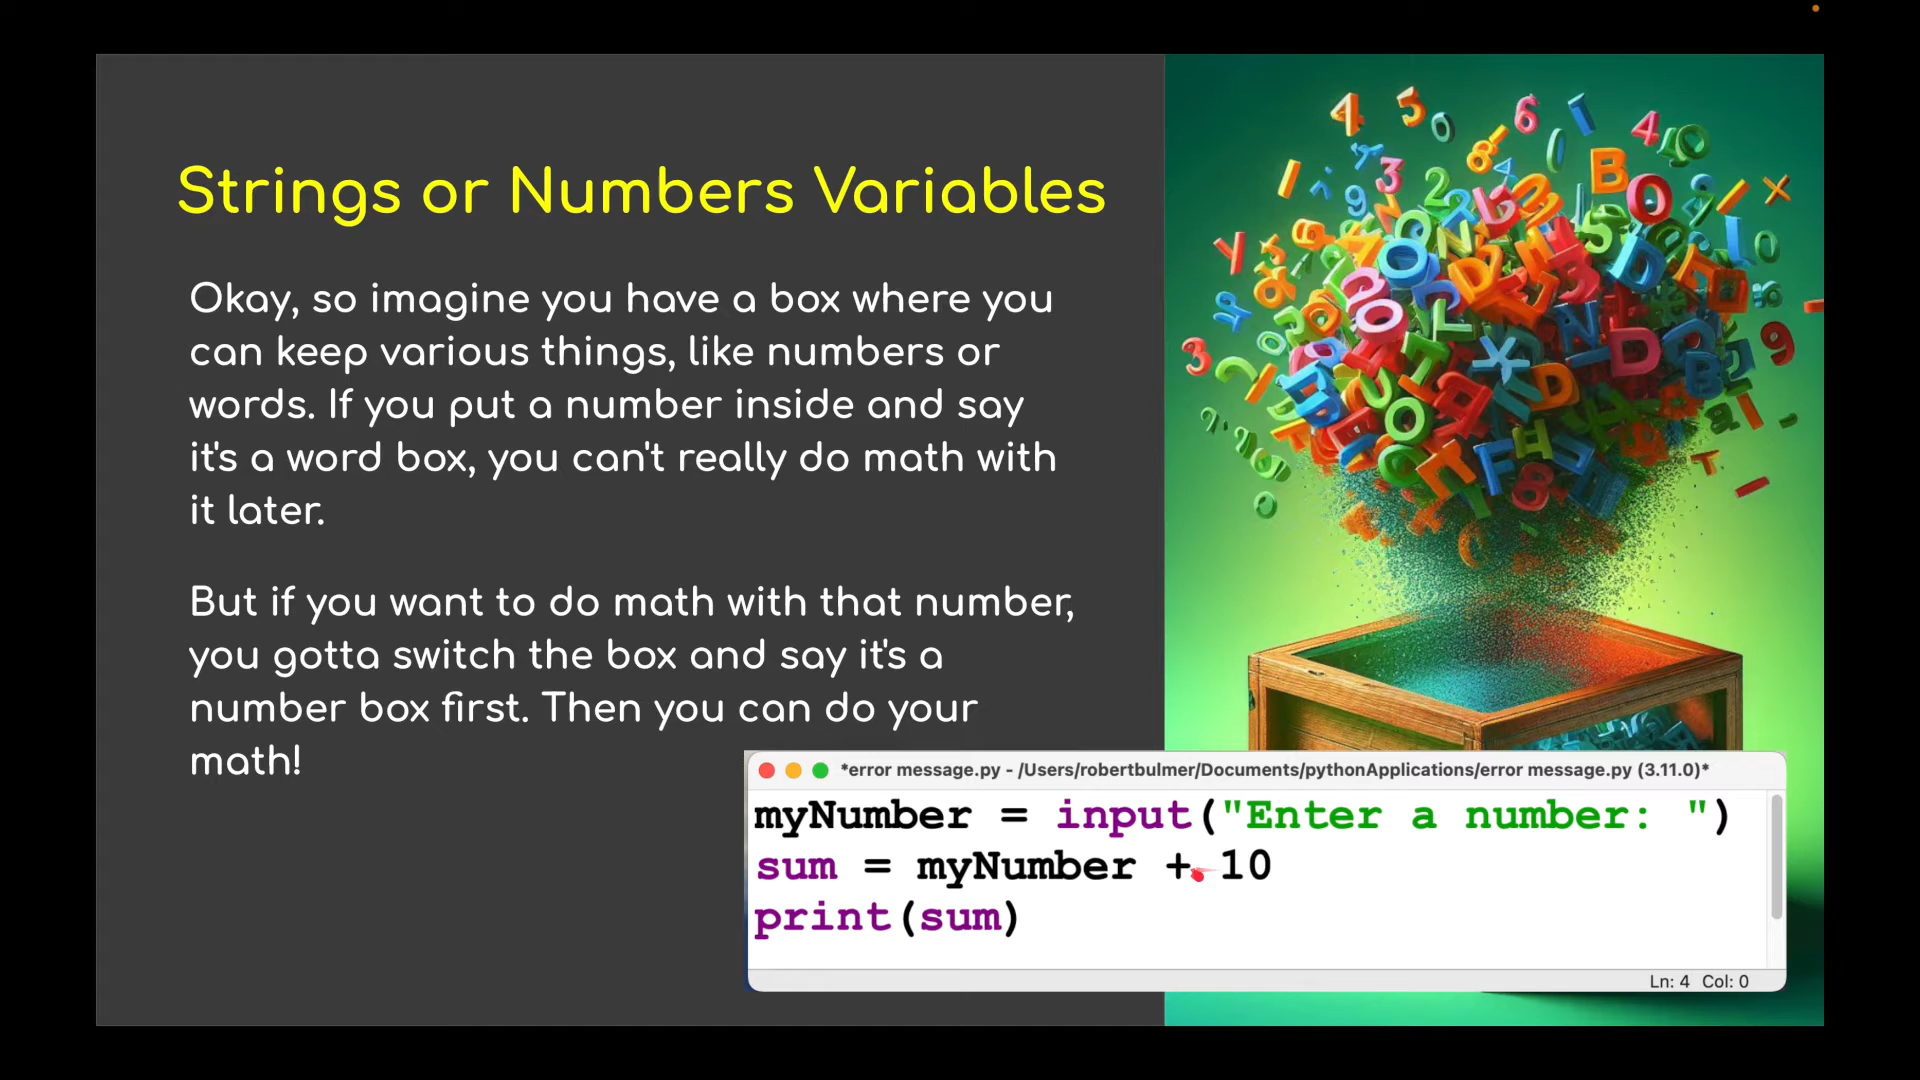 Strings or Numbers Variables
Okay, so imagine you have a box where you
can keep various things, like numbers or
words. If you put a number inside and say
it's a word box, you can't really do math with
it later.
But if you want to do math with that number,
you gotta switch the box and say it's a
number box first. Then you can do your
math!
*error message.py - /Users/robertbulmer/Documents/pythonApplications/error message.py (3.11.0)*
myNumber = input("Enter a number: ")
sum = myNumber + 10
print(sum)
Ln: 4 Col: 0